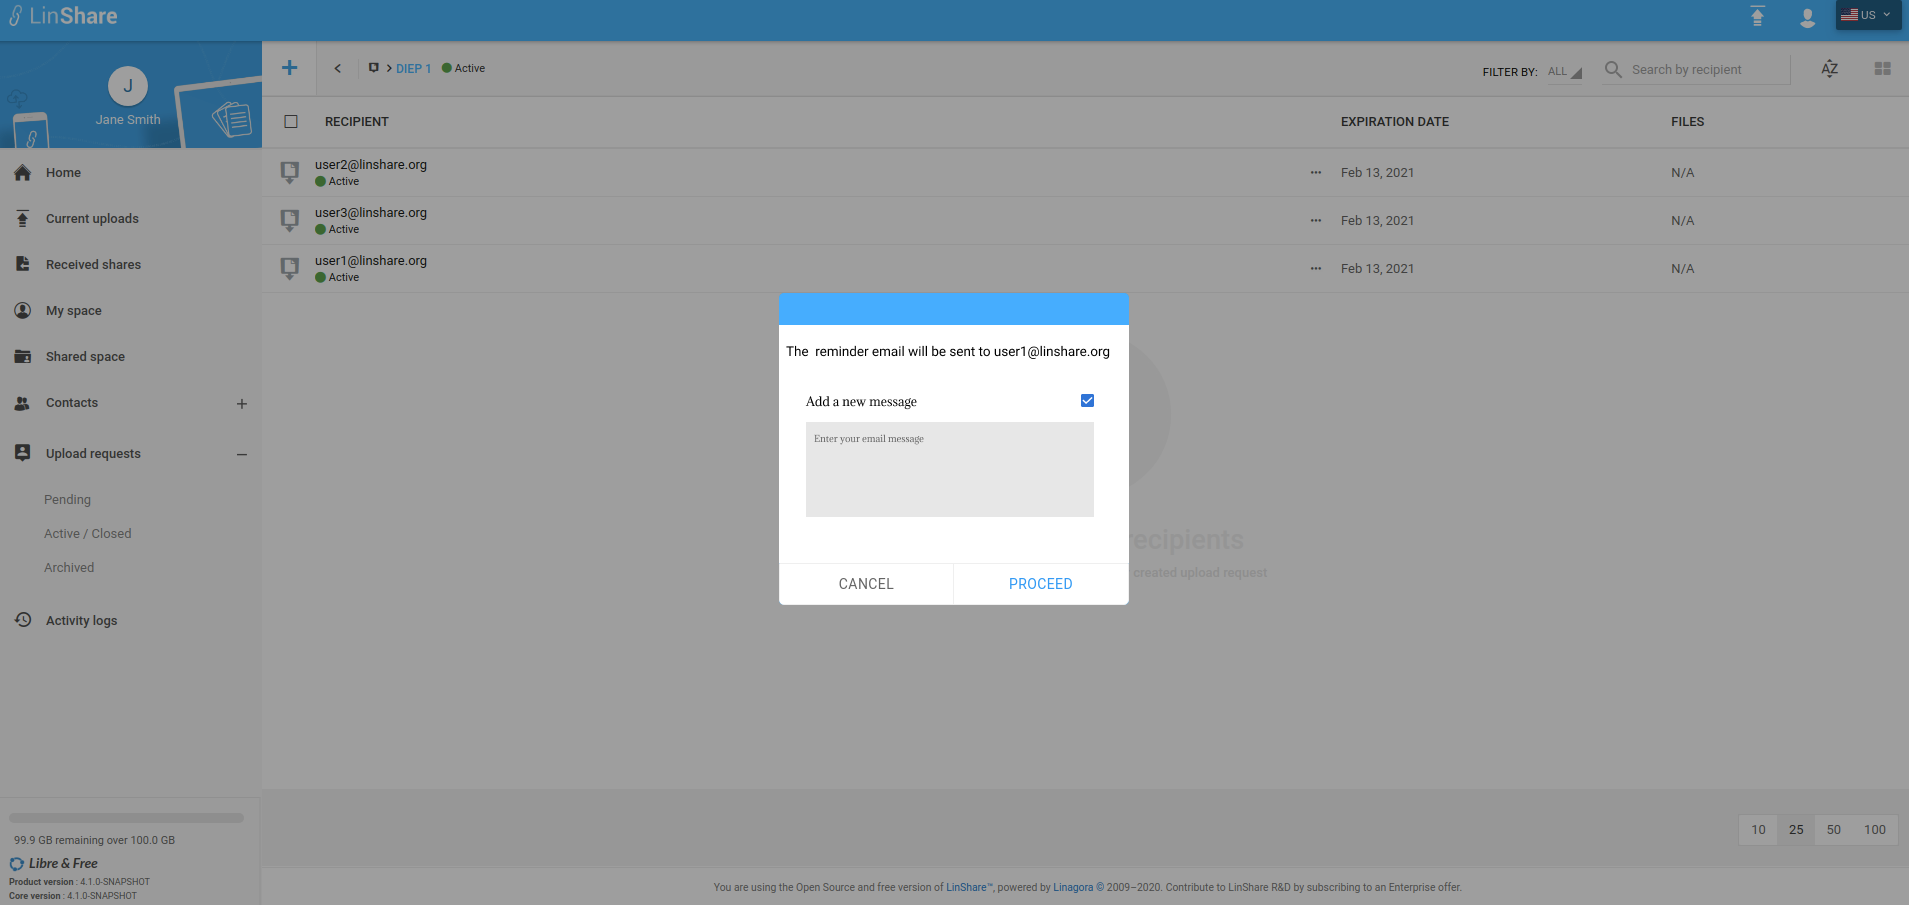 LinShare
US
J
Jane Smith
Home
Current uploads
Received shares
My space
Shared space
Contacts
Upload requests
Pending
Active / Closed
Archived
Activity logs
99.9 GB remaining over 100.0 GB
Libre & Free
Product version : 4.1.0-SNAPSHOT
Core version : 4.1.0-SNAPSHOT
DIEP 1 Active
FILTER BY: ALL Search by recipient AZ
RECIPIENT EXPIRATION DATE FILES
user2@linshare.org
Active
Feb 13, 2021 N/A
user3@linshare.org
Active
Feb 13, 2021 N/A
user1@linshare.org
Active
Feb 13, 2021 N/A
The reminder email will be sent to user1@linshare.org
Add a new message
Enter your email message
CANCEL PROCEED
recipients
created upload request
10 25 50 100
You are using the Open Source and free version of LinShare™, powered by Linagora © 2009–2020. Contribute to LinShare R&D by subscribing to an Enterprise offer.